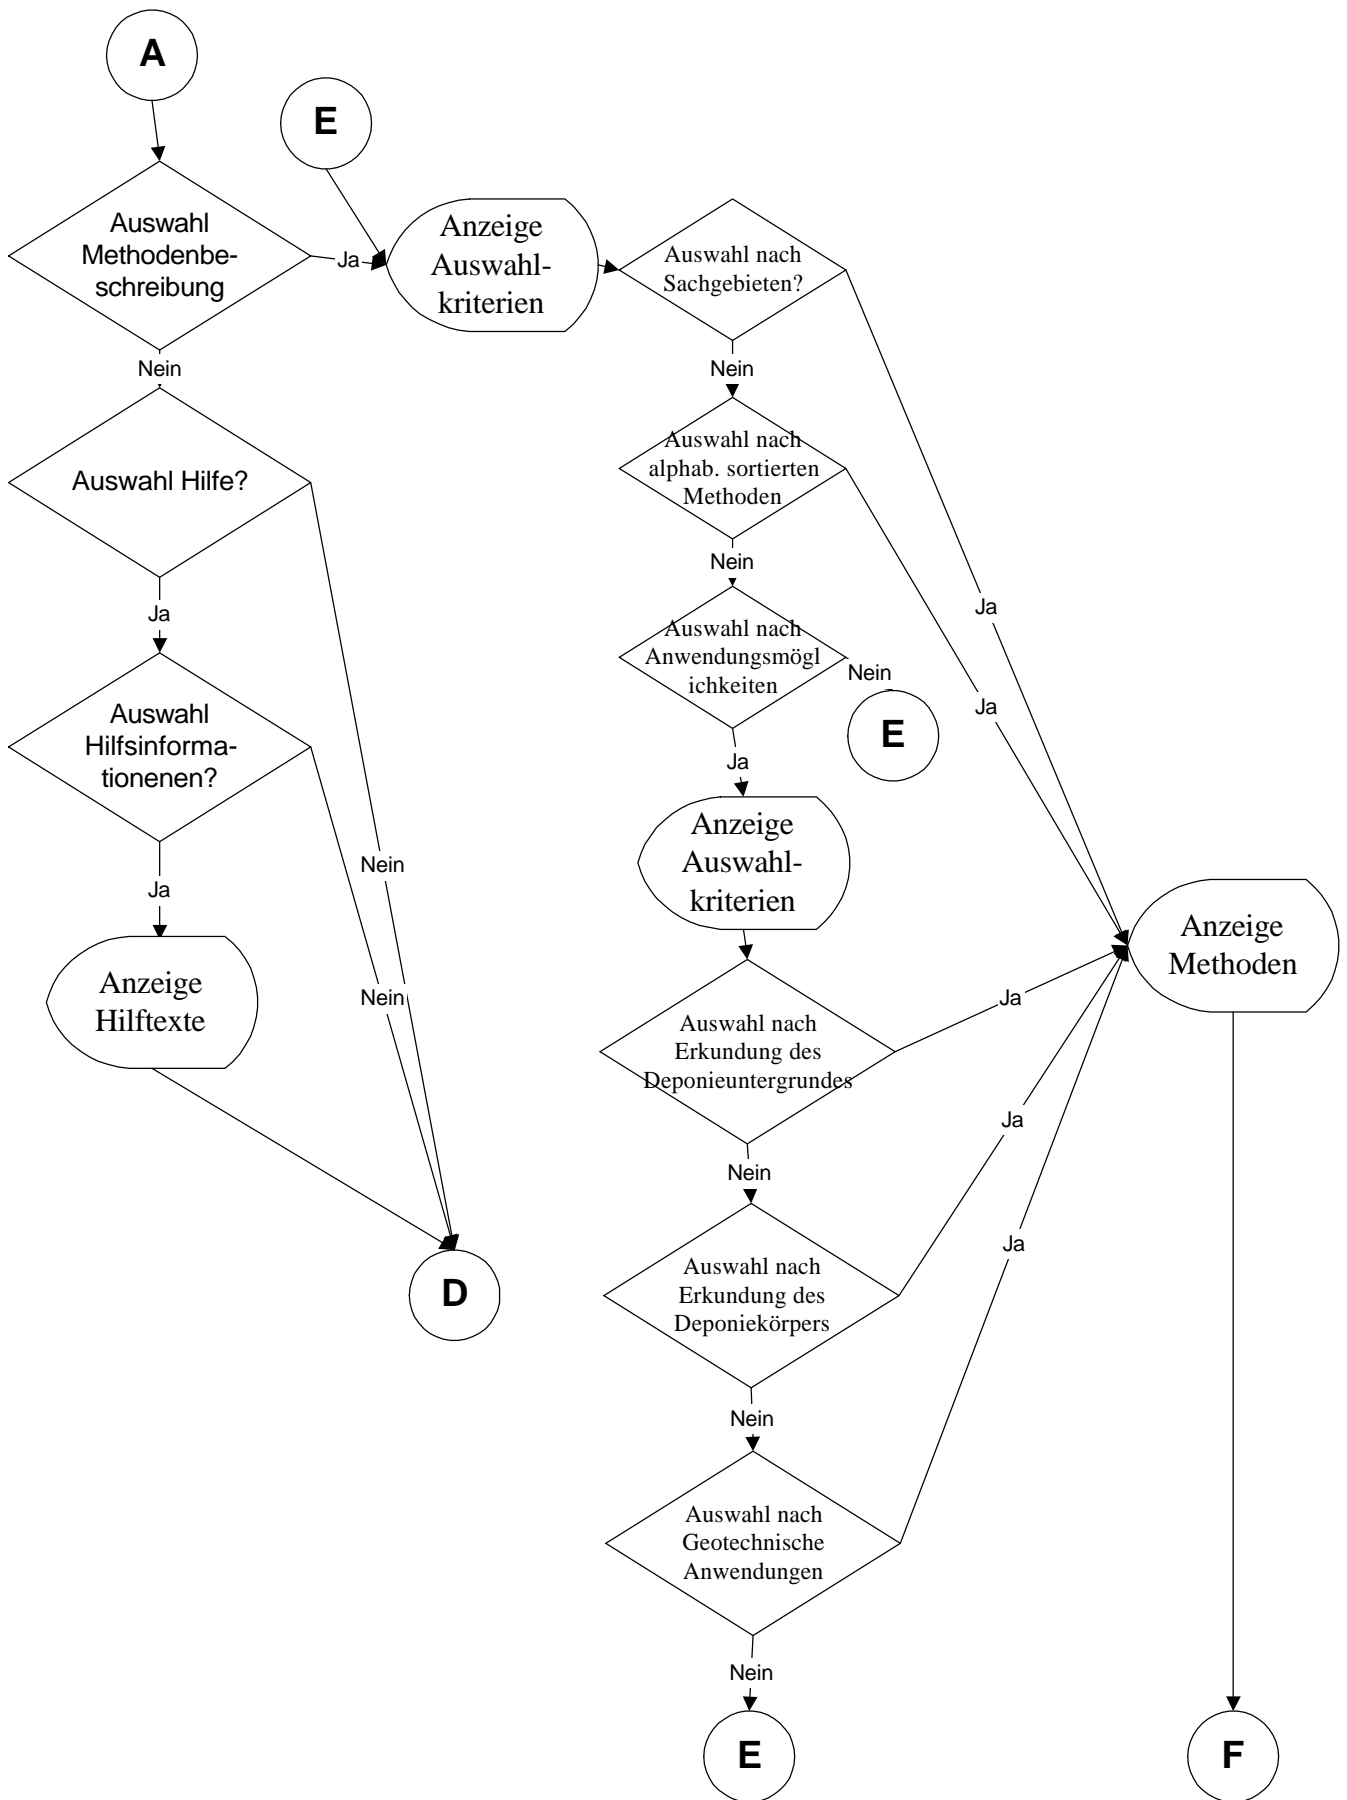 A
E
Auswahl
Methodenbe-
schreibung
Ja
Anzeige
Auswahl-
kriterien
Auswahl nach
Sachgebieten?
Nein
Nein
Auswahl Hilfe?
Auswahl nach
alphab. sortierten
Methoden
Nein
Ja
Ja
Ja
Auswahl nach
Anwendungsmögl
ichkeiten
Nein
E
Auswahl
Hilfsinforma-
tionenen?
Ja
Ja
Anzeige
Auswahl-
kriterien
Nein
Ja
Anzeige
Hilftexte
Nein
Anzeige
Methoden
Auswahl nach
Erkundung des
Deponieuntergrundes
Ja
Nein
Ja
D
Auswahl nach
Erkundung des
Deponiekörpers
Ja
Nein
Auswahl nach
Geotechnische
Anwendungen
Nein
E
F